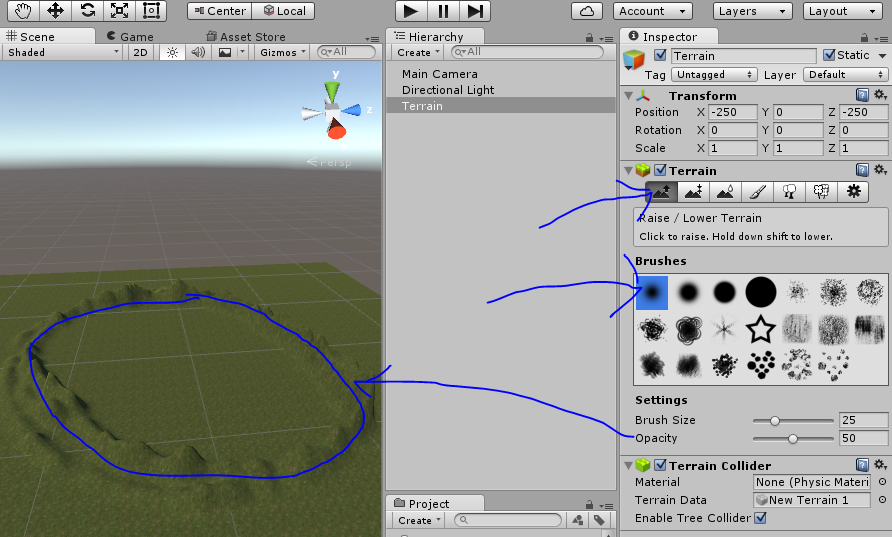 Center Local Account Layers Layout
Scene Game Asset Store Hierarchy Inspector
Shaded 2D Gizmos All Create All Terrain Static
Main Camera Tag Untagged Layer Default
Directional Light
Terrain
Transform
y
z
Persp
Position X -250 Y 0 Z -250
Rotation X 0 Y 0 Z 0
Scale X 1 Y 1 Z 1
Terrain
Raise / Lower Terrain
Click to raise. Hold down shift to lower.
Brushes
Settings
Brush Size 25
Opacity 50
Terrain Collider
Material None (Physic Materi
Terrain Data New Terrain 1
Enable Tree Collider
Project
Create